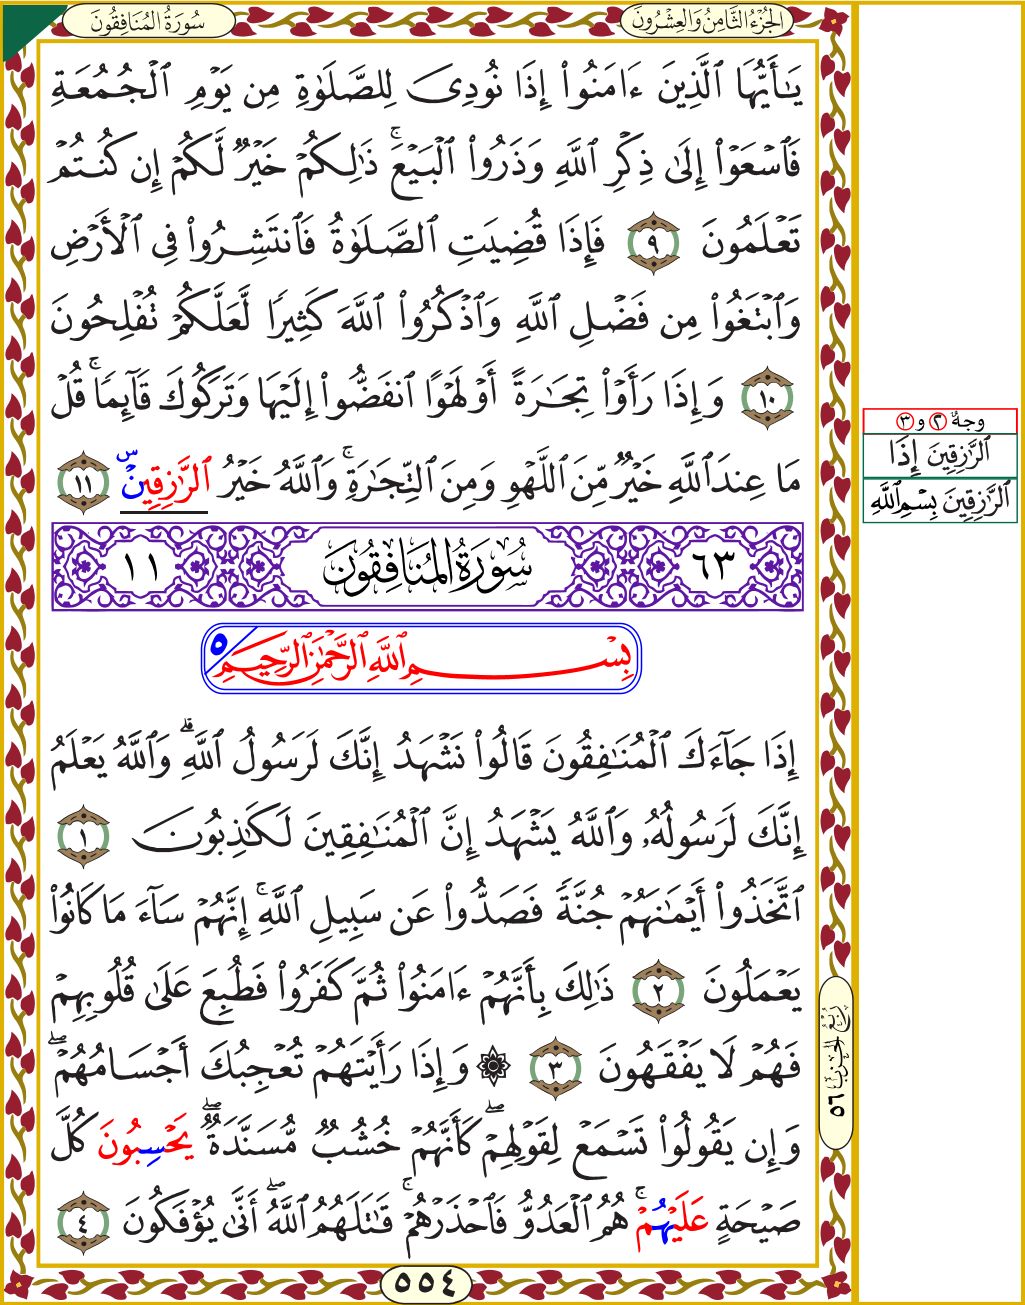 الجُزْءُ الثَّامِنُ وَالعِشْرُونَ
سُورَةُ المُنَافِقُونَ
يَـٰٓأَيُّهَا ٱلَّذِينَ ءَامَنُوٓا۟ إِذَا نُودِىَ لِلصَّلَوٰةِ مِن يَوْمِ ٱلْجُمُعَةِ
فَٱسْعَوْا۟ إِلَىٰ ذِكْرِ ٱللَّهِ وَذَرُوا۟ ٱلْبَيْعَ ۚ ذَٰلِكُمْ خَيْرٌ لَّكُمْ إِن كُنتُمْ
تَعْلَمُونَ ٩ فَإِذَا قُضِيَتِ ٱلصَّلَوٰةُ فَٱنتَشِرُوا۟ فِى ٱلْأَرْضِ
وَٱبْتَغُوا۟ مِن فَضْلِ ٱللَّهِ وَٱذْكُرُوا۟ ٱللَّهَ كَثِيرًا لَّعَلَّكُمْ تُفْلِحُونَ
١٠ وَإِذَا رَأَوْا۟ تِجَـٰرَةً أَوْ لَهْوًا ٱنفَضُّوٓا۟ إِلَيْهَا وَتَرَكُوكَ قَآئِمًا ۚ قُلْ
مَا عِندَ ٱللَّهِ خَيْرٌ مِّنَ ٱللَّهْوِ وَمِنَ ٱلتِّجَـٰرَةِ ۚ وَٱللَّهُ خَيْرُ ٱلرَّٰزِقِينَ س ١١
وجهٌ ٢ و ٣
ٱلرَّٰزِقِينَ إِذَا
ٱلرَّٰزِقِينَ بِسْمِ ٱللَّهِ
٦٣ سُورَةُ المُنَافِقُونَ ١١
بِسْمِ ٱللَّهِ ٱلرَّحْمَـٰنِ ٱلرَّحِيمِ ٥
إِذَا جَآءَكَ ٱلْمُنَـٰفِقُونَ قَالُوا۟ نَشْهَدُ إِنَّكَ لَرَسُولُ ٱللَّهِ ۗ وَٱللَّهُ يَعْلَمُ
إِنَّكَ لَرَسُولُهُۥ وَٱللَّهُ يَشْهَدُ إِنَّ ٱلْمُنَـٰفِقِينَ لَكَـٰذِبُونَ ١
ٱتَّخَذُوٓا۟ أَيْمَـٰنَهُمْ جُنَّةً فَصَدُّوا۟ عَن سَبِيلِ ٱللَّهِ ۚ إِنَّهُمْ سَآءَ مَا كَانُوا۟
يَعْمَلُونَ ٢ ذَٰلِكَ بِأَنَّهُمْ ءَامَنُوا۟ ثُمَّ كَفَرُوا۟ فَطُبِعَ عَلَىٰ قُلُوبِهِمْ
فَهُمْ لَا يَفْقَهُونَ ٣ ۞ وَإِذَا رَأَيْتَهُمْ تُعْجِبُكَ أَجْسَامُهُمْ ۖ
وَإِن يَقُولُوا۟ تَسْمَعْ لِقَوْلِهِمْ ۖ كَأَنَّهُمْ خُشُبٌ مُّسَنَّدَةٌ ۖ يَحْسِبُونَ كُلَّ
صَيْحَةٍ عَلَيْهُمْ ۚ هُمُ ٱلْعَدُوُّ فَٱحْذَرْهُمْ ۚ قَـٰتَلَهُمُ ٱللَّهُ ۖ أَنَّىٰ يُؤْفَكُونَ ٤
رُبُعُ الحِزْبِ ٥٦
٥٥٤